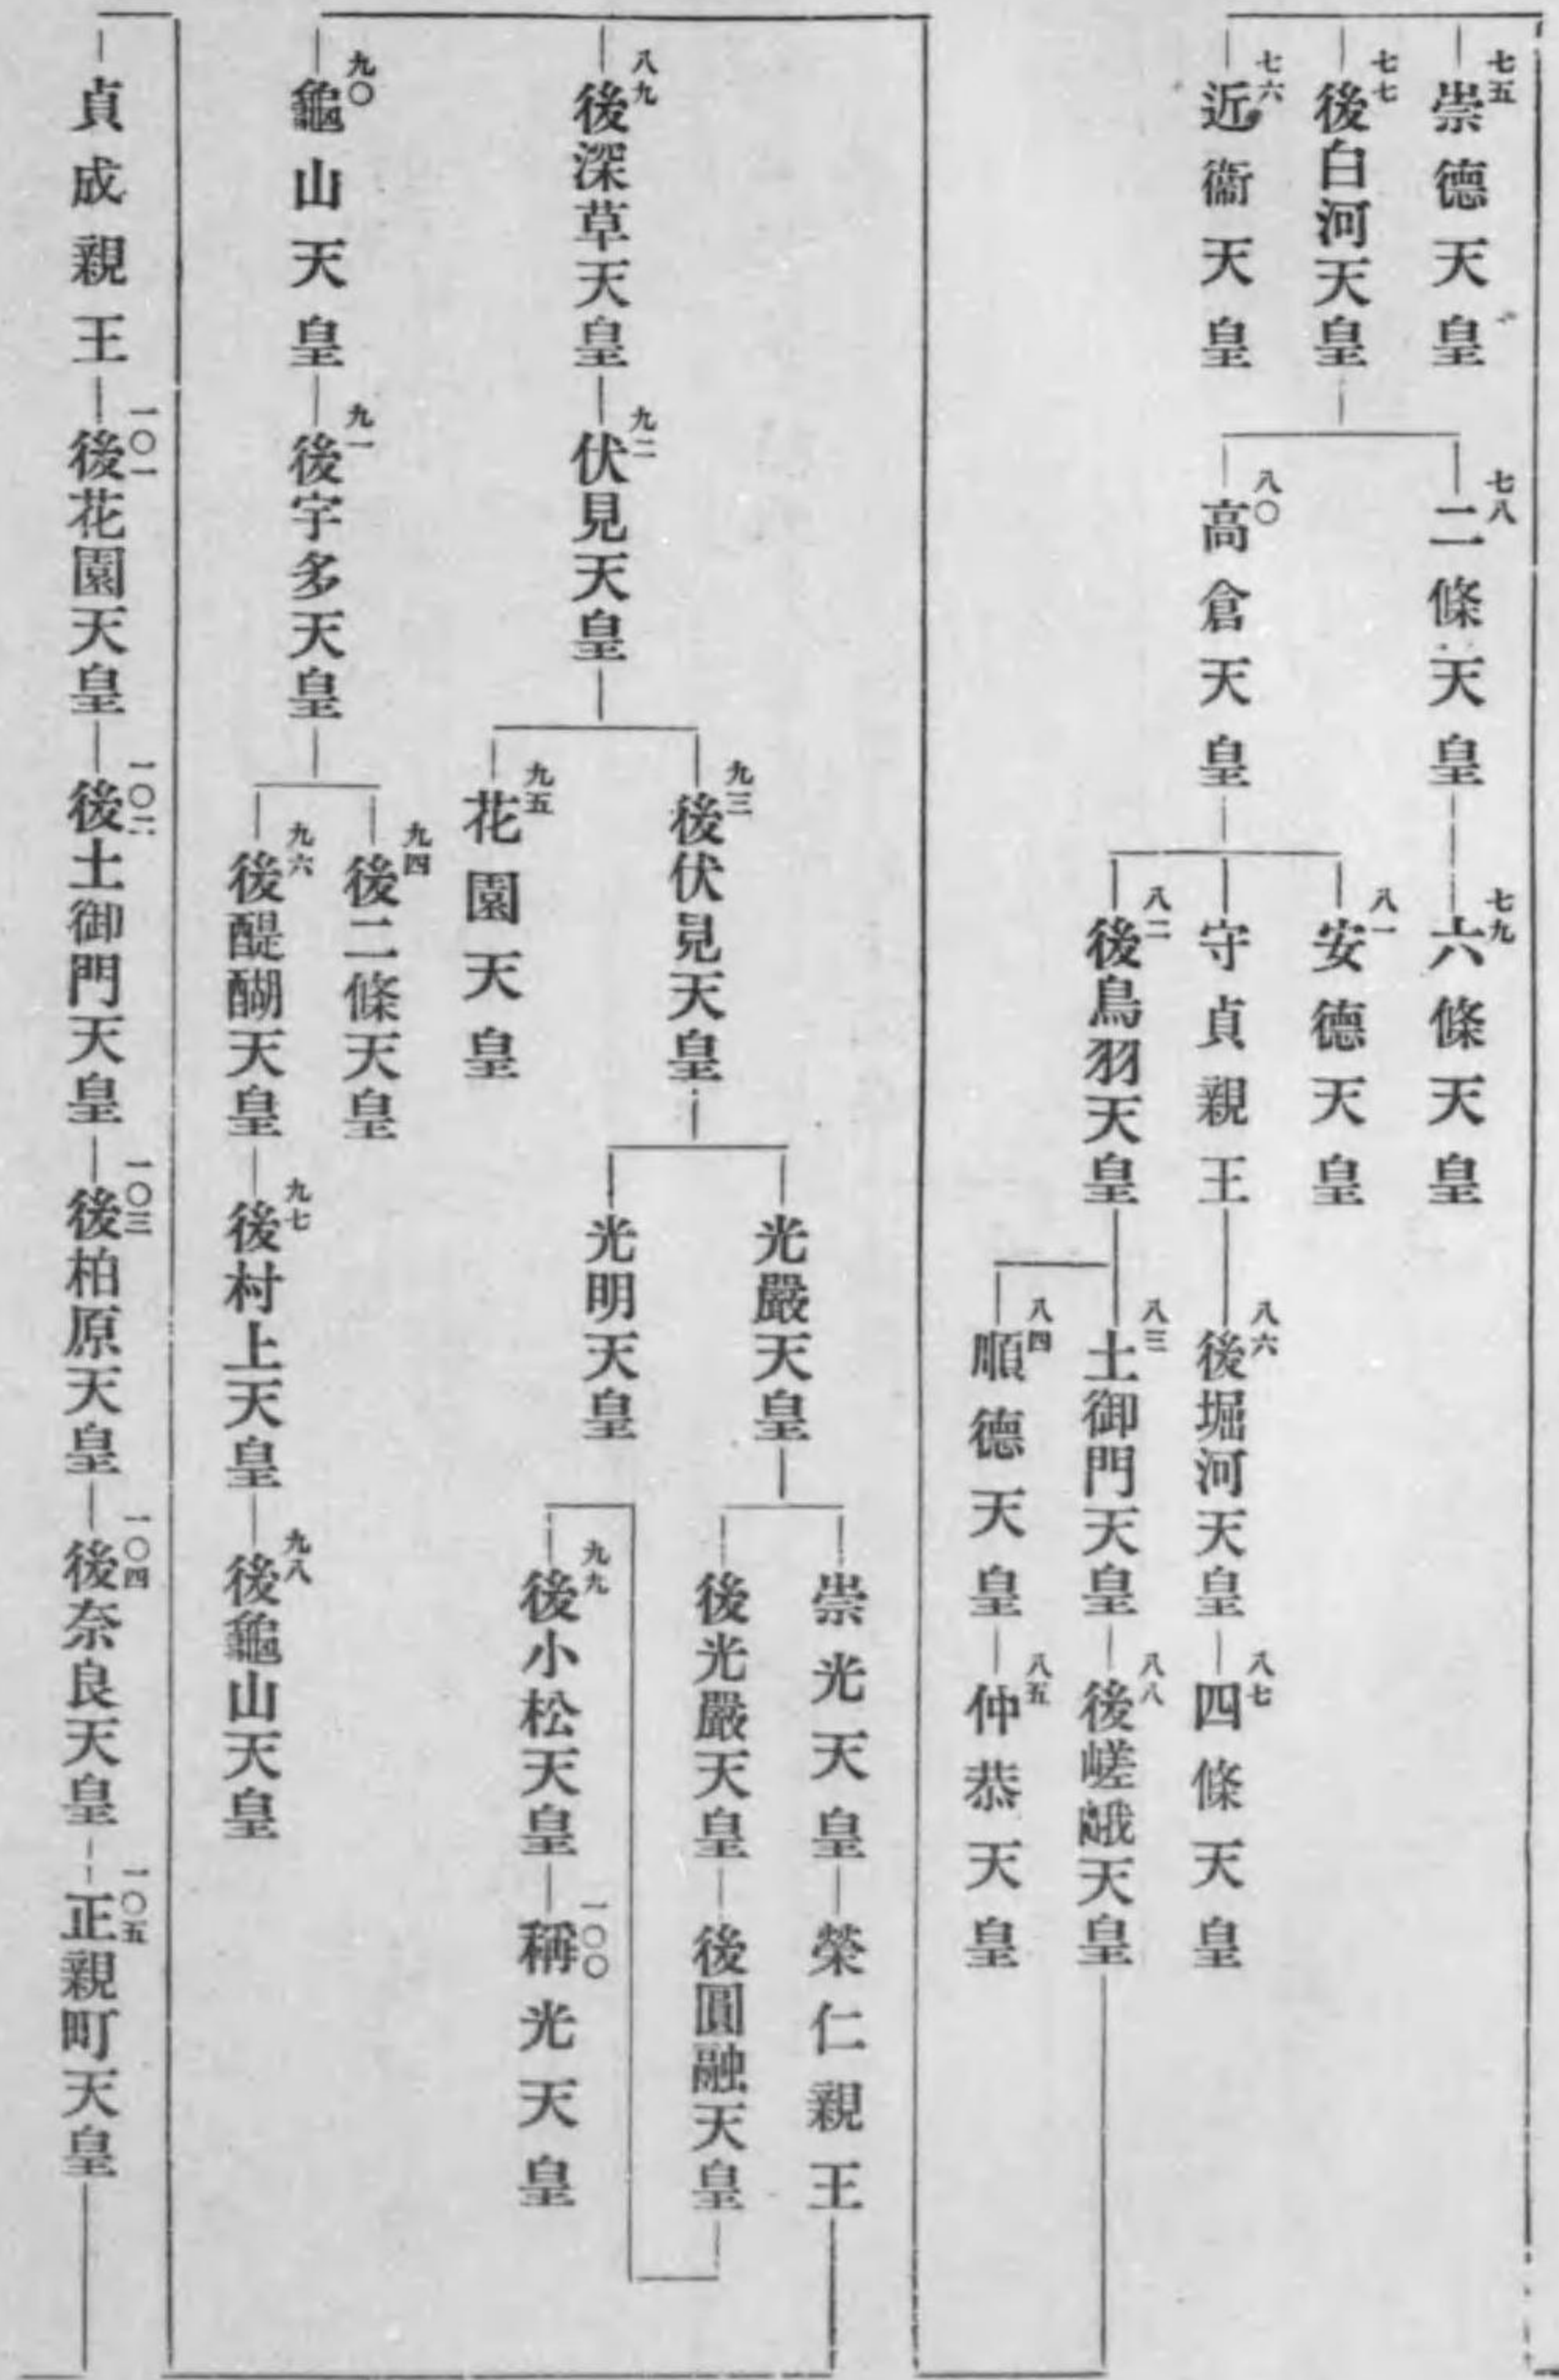 七五
崇德天皇
七七
後白河天皇
七六
近衞天皇
七八
二條天皇
八〇
高倉天皇
七九
六條天皇
八一
安德天皇
守貞親王
八二
後鳥羽天皇
八六
後堀河天皇
八三
土御門天皇
八四
順德天皇
八七
四條天皇
八八
後嵯峨天皇
八五
仲恭天皇
八九
後深草天皇
九二
伏見天皇
九三
後伏見天皇
九五
花園天皇
光嚴天皇
光明天皇
崇光天皇
榮仁親王
後光嚴天皇
後圓融天皇
九九
後小松天皇
一〇〇
稱光天皇
九〇
龜山天皇
九一
後宇多天皇
九四
後二條天皇
九六
後醍醐天皇
九七
後村上天皇
九八
後龜山天皇
貞成親王
一〇一
後花園天皇
一〇二
後土御門天皇
一〇三
後柏原天皇
一〇四
後奈良天皇
一〇五
正親町天皇